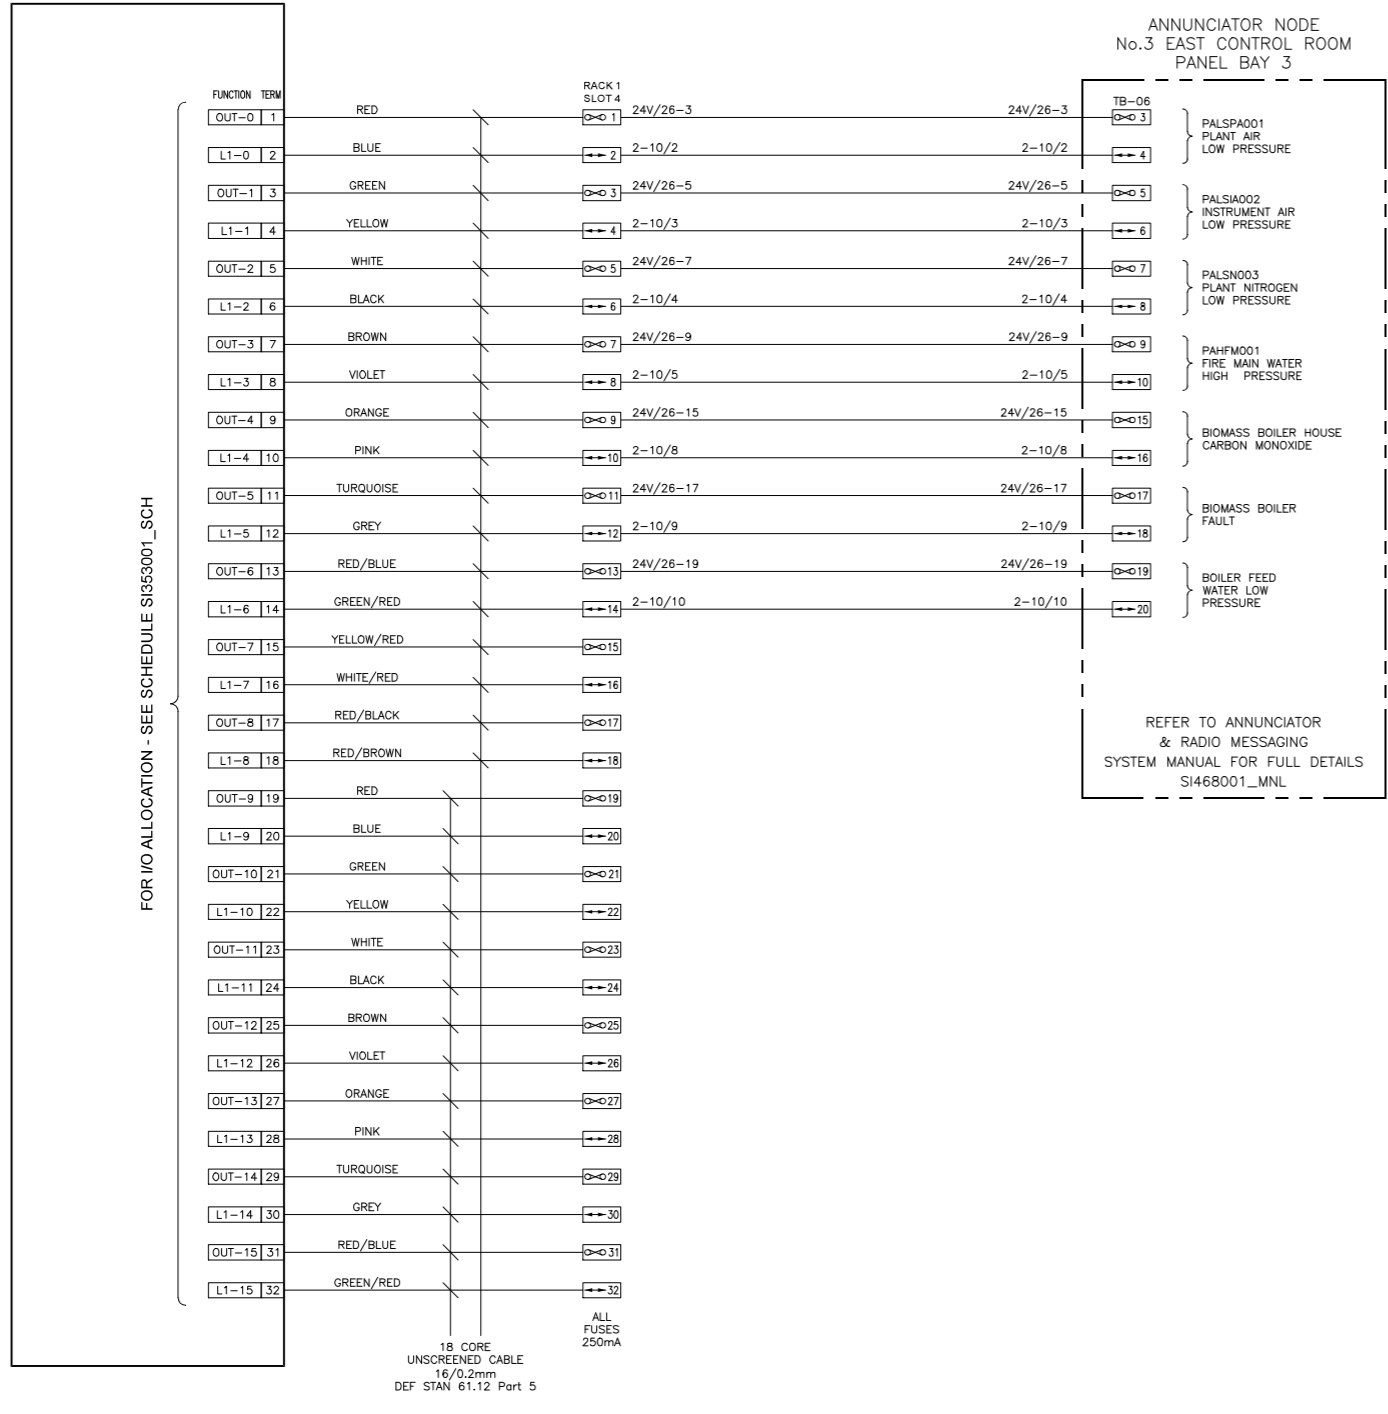 ANNUNCIATOR NODE
No.3 EAST CONTROL ROOM
PANEL BAY 3
RACK 1
SLOT 4
FUNCTION TERM
TB-06
OUT-0 1 RED 1 24V/26-3 24V/26-3 3
L1-0 2 BLUE 2 2-10/2 2-10/2 4
PALSPA001
PLANT AIR
LOW PRESSURE
OUT-1 3 GREEN 3 24V/26-5 24V/26-5 5
L1-1 4 YELLOW 4 2-10/3 2-10/3 6
PALSIA002
INSTRUMENT AIR
LOW PRESSURE
OUT-2 5 WHITE 5 24V/26-7 24V/26-7 7
L1-2 6 BLACK 6 2-10/4 2-10/4 8
PALSN003
PLANT NITROGEN
LOW PRESSURE
OUT-3 7 BROWN 7 24V/26-9 24V/26-9 9
L1-3 8 VIOLET 8 2-10/5 2-10/5 10
PAHFM001
FIRE MAIN WATER
HIGH PRESSURE
OUT-4 9 ORANGE 9 24V/26-15 24V/26-15 15
L1-4 10 PINK 10 2-10/8 2-10/8 16
BIOMASS BOILER HOUSE
CARBON MONOXIDE
OUT-5 11 TURQUOISE 11 24V/26-17 24V/26-17 17
L1-5 12 GREY 12 2-10/9 2-10/9 18
BIOMASS BOILER
FAULT
OUT-6 13 RED/BLUE 13 24V/26-19 24V/26-19 19
L1-6 14 GREEN/RED 14 2-10/10 2-10/10 20
BOILER FEED
WATER LOW
PRESSURE
OUT-7 15 YELLOW/RED 15
L1-7 16 WHITE/RED 16
OUT-8 17 RED/BLACK 17
L1-8 18 RED/BROWN 18
OUT-9 19 RED 19
L1-9 20 BLUE 20
OUT-10 21 GREEN 21
L1-10 22 YELLOW 22
OUT-11 23 WHITE 23
L1-11 24 BLACK 24
OUT-12 25 BROWN 25
L1-12 26 VIOLET 26
OUT-13 27 ORANGE 27
L1-13 28 PINK 28
OUT-14 29 TURQUOISE 29
L1-14 30 GREY 30
OUT-15 31 RED/BLUE 31
L1-15 32 GREEN/RED 32
FOR I/O ALLOCATION - SEE SCHEDULE SI353001_SCH
REFER TO ANNUNCIATOR
& RADIO MESSAGING
SYSTEM MANUAL FOR FULL DETAILS
SI468001_MNL
ALL
FUSES
250mA
18 CORE
UNSCREENED CABLE
16/0.2mm
DEF STAN 61.12 Part 5